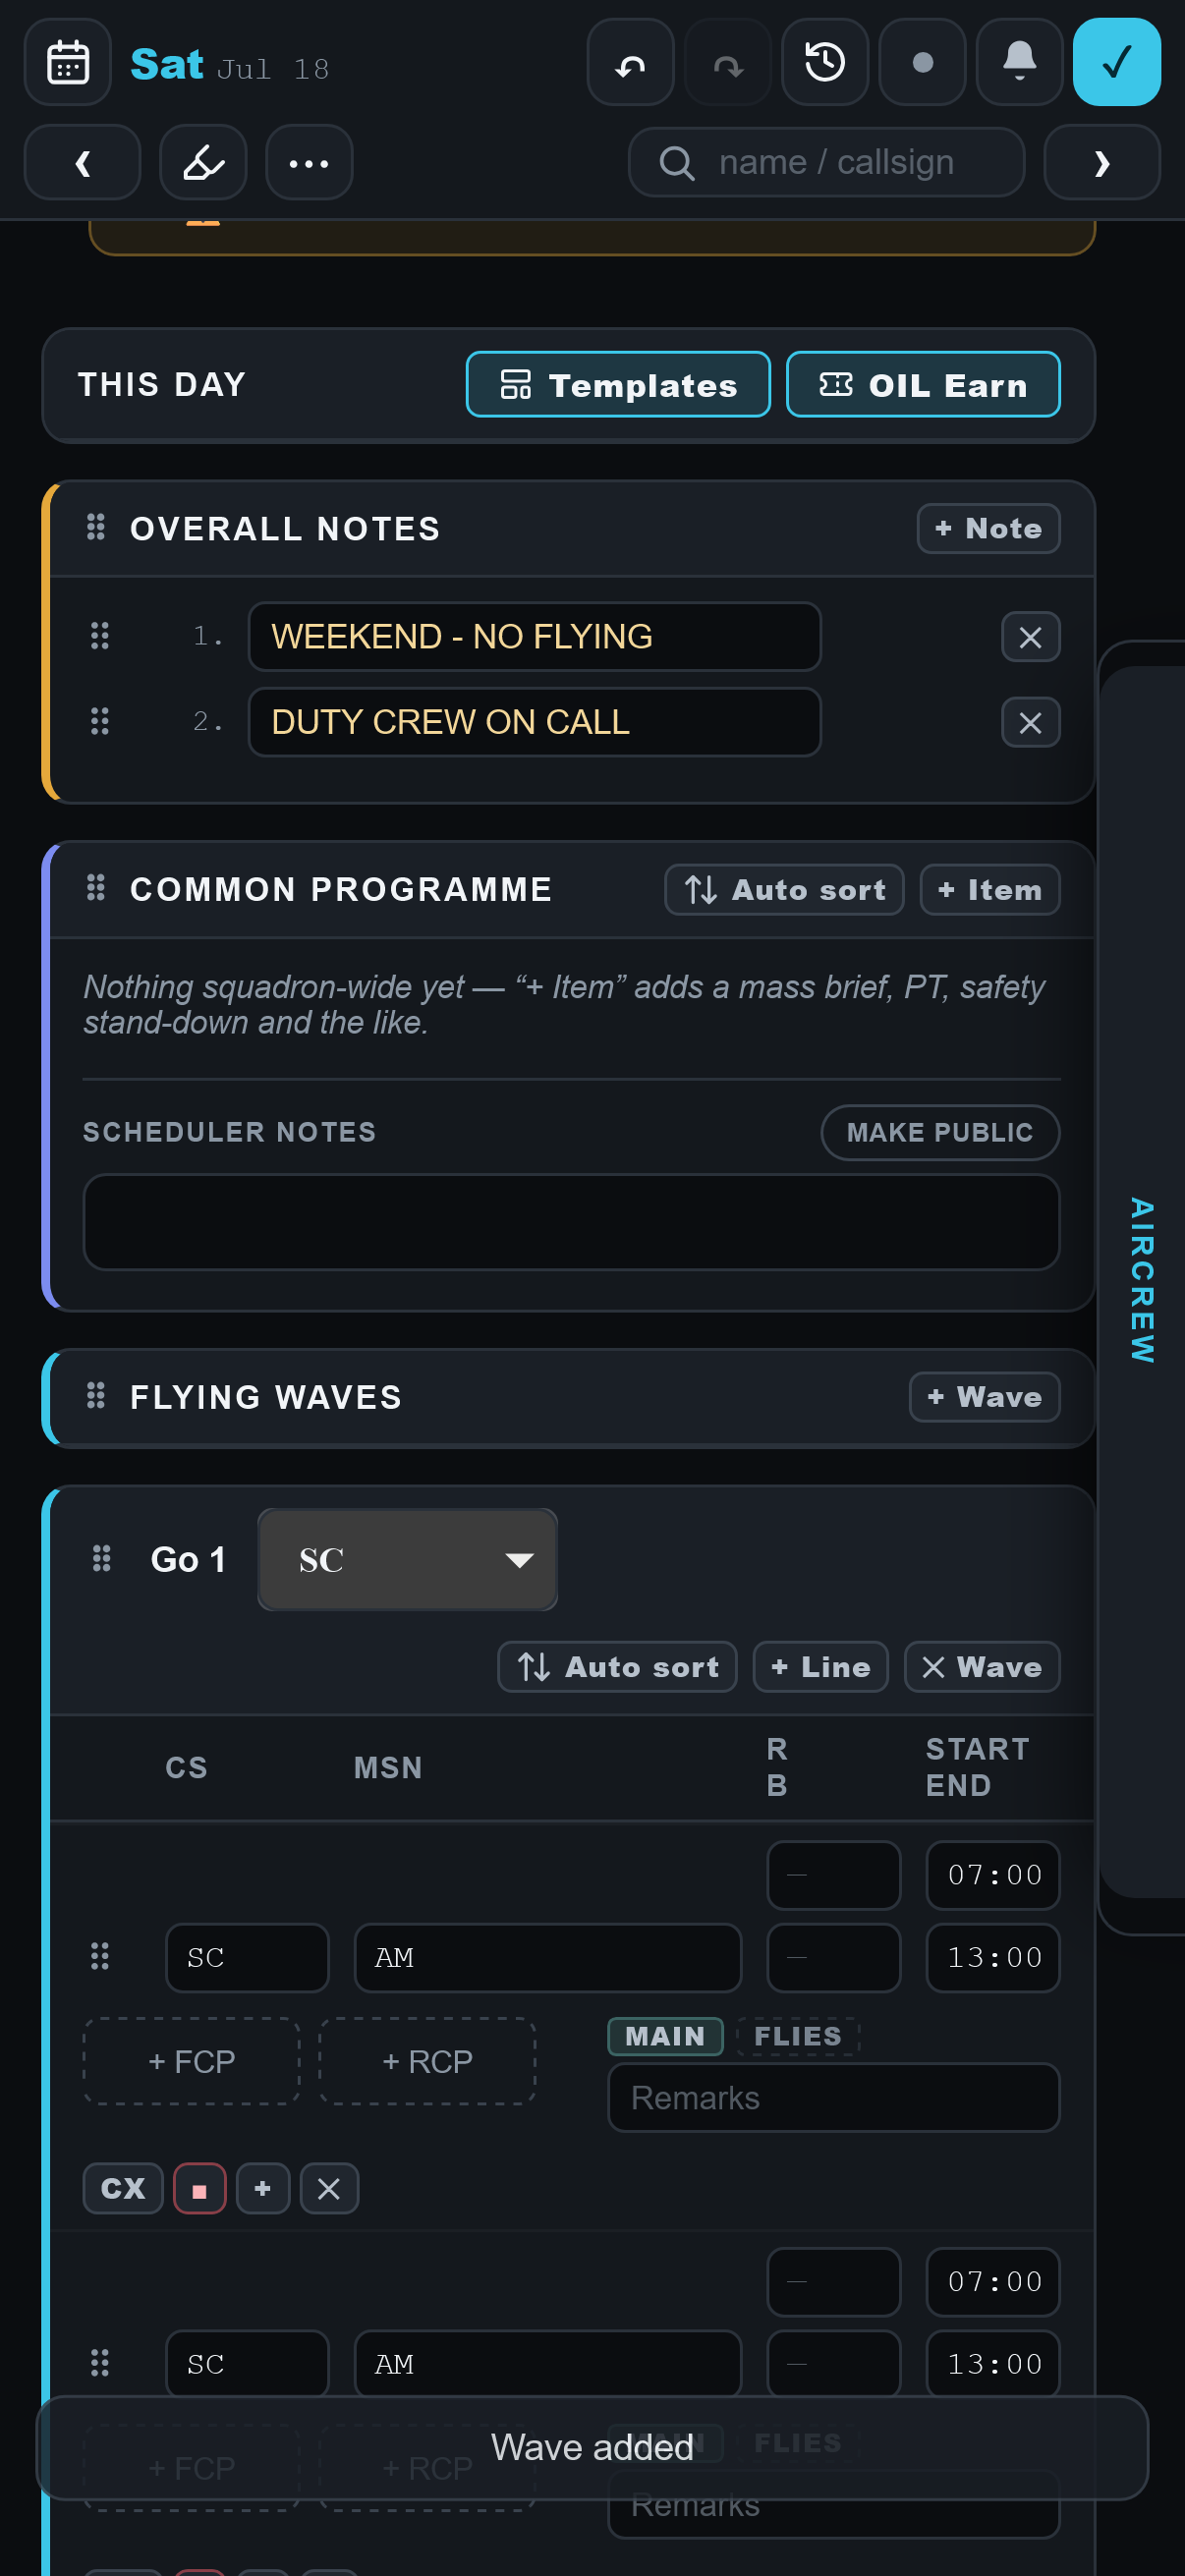 Sat Jul 18
name / callsign
THIS DAY
Templates
OIL Earn
OVERALL NOTES
+ Note
1. WEEKEND - NO FLYING
2. DUTY CREW ON CALL
COMMON PROGRAMME
Auto sort
+ Item
Nothing squadron-wide yet — “+ Item” adds a mass brief, PT, safety
stand-down and the like.
SCHEDULER NOTES
MAKE PUBLIC
AIRCREW
FLYING WAVES
+ Wave
Go 1
SC
Auto sort
+ Line
× Wave
CS
MSN
R
B
START
END
— 07:00
SC AM — 13:00
+ FCP
+ RCP
MAIN
FLIES
Remarks
CX
+
×
— 07:00
SC AM — 13:00
+ FCP
+ RCP
Wave added
FLIES
Remarks